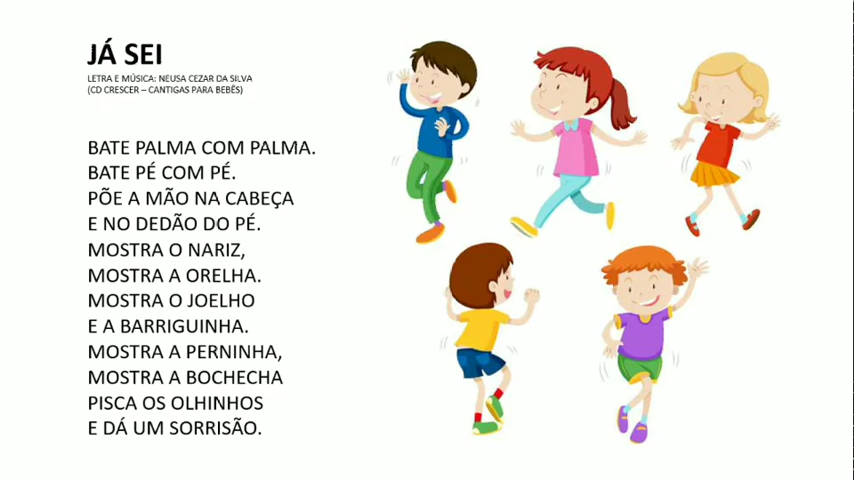 JÁ SEI
LETRA E MÚSICA: NEUSA CEZAR DA SILVA
(CD CRESCER – CANTIGAS PARA BEBÊS)
BATE PALMA COM PALMA.
BATE PÉ COM PÉ.
PÕE A MÃO NA CABEÇA
E NO DEDÃO DO PÉ.
MOSTRA O NARIZ,
MOSTRA A ORELHA.
MOSTRA O JOELHO
E A BARRIGUINHA.
MOSTRA A PERNINHA,
MOSTRA A BOCHECHA
PISCA OS OLHINHOS
E DÁ UM SORRISÃO.